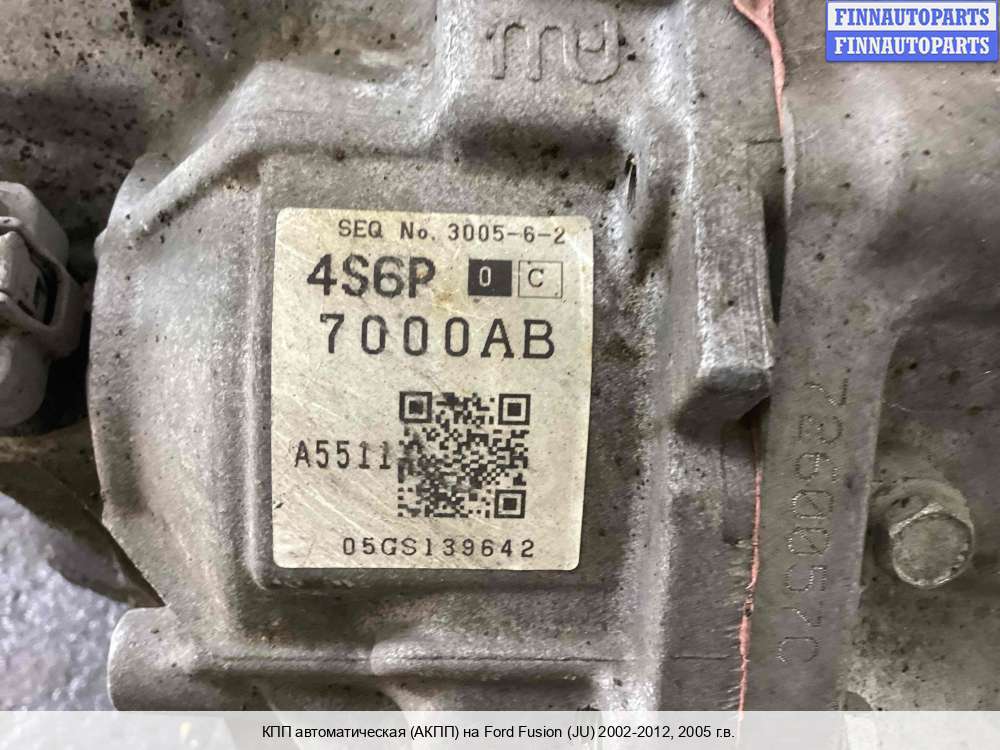 FINNAUTOPARTS
FINNAUTOPARTS
SEQ No. 3005-6-2
4S6P 0 C
7000AB
A5511
05GS139642
КПП автоматическая (АКПП) на Ford Fusion (JU) 2002-2012, 2005 г.в.